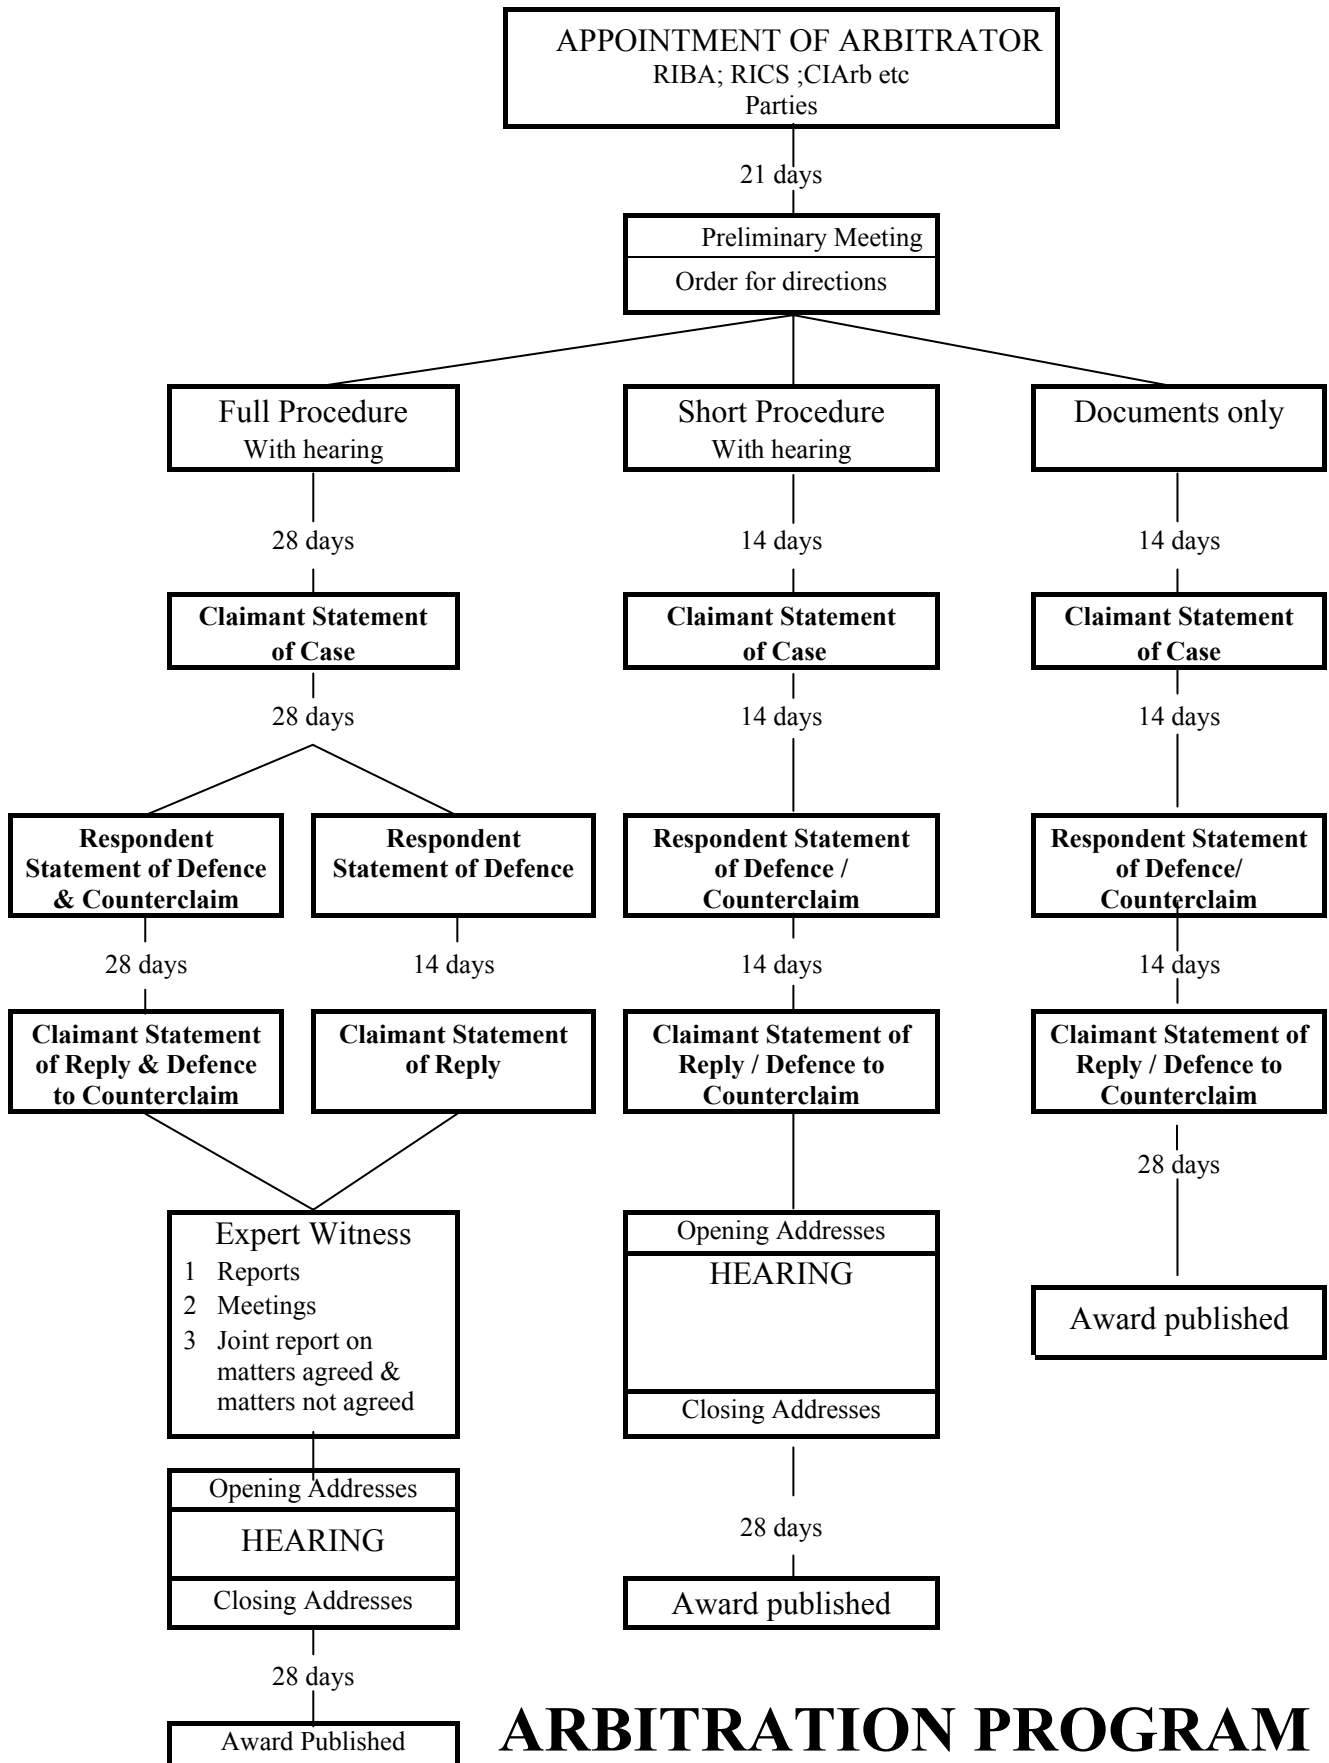 APPOINTMENT OF ARBITRATOR
RIBA; RICS ;CIArb etc
Parties
21 days
Preliminary Meeting
Order for directions
Full Procedure
With hearing
28 days
Claimant Statement
of Case
28 days
Respondent
Statement of Defence
& Counterclaim
28 days
Claimant Statement
of Reply & Defence
to Counterclaim
Respondent
Statement of Defence
14 days
Claimant Statement
of Reply
Expert Witness
1 Reports
2 Meetings
3 Joint report on
matters agreed &
matters not agreed
Opening Addresses
HEARING
Closing Addresses
28 days
Award Published
Short Procedure
With hearing
14 days
Claimant Statement
of Case
14 days
Respondent Statement
of Defence /
Counterclaim
14 days
Claimant Statement of
Reply / Defence to
Counterclaim
Opening Addresses
HEARING
Closing Addresses
28 days
Award published
Documents only
14 days
Claimant Statement
of Case
14 days
Respondent Statement
of Defence/
Counterclaim
14 days
Claimant Statement of
Reply / Defence to
Counterclaim
28 days
Award published
ARBITRATION PROGRAM